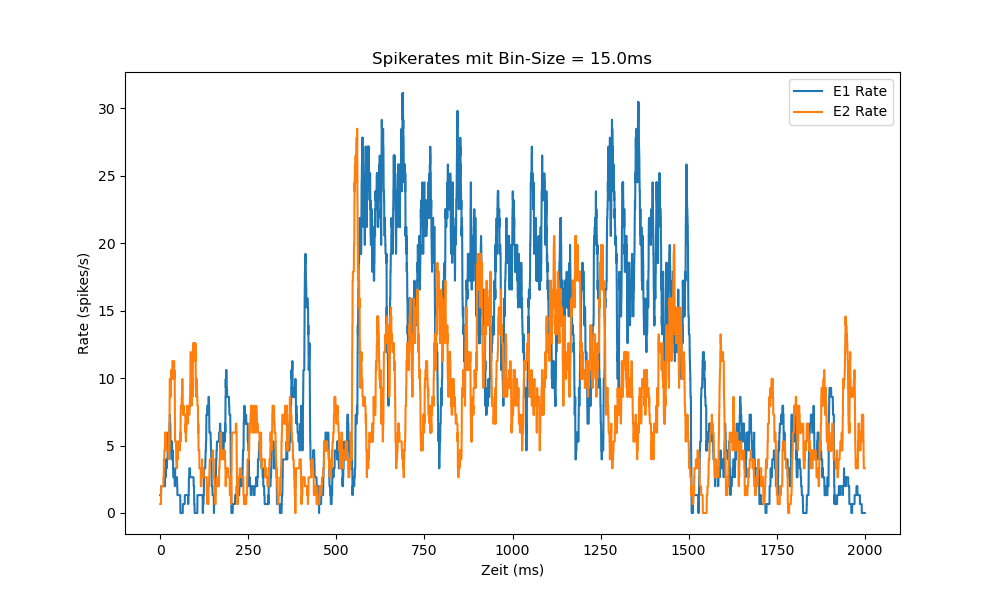 Spikerates mit Bin-Size = 15.0ms
E1 Rate
E2 Rate
Rate (spikes/s)
30
25
20
15
10
5
0
0 250 500 750 1000 1250 1500 1750 2000
Zeit (ms)